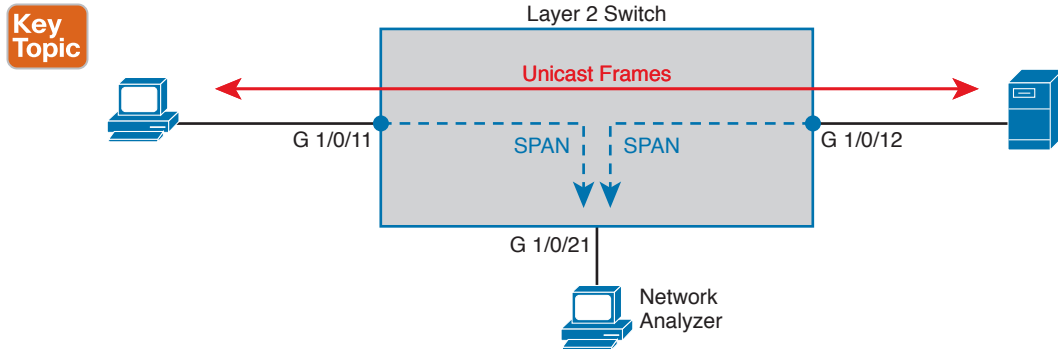 Key
Topic
Layer 2 Switch
Unicast Frames
G 1/0/11
SPAN
SPAN
G 1/0/12
G 1/0/21
Network
Analyzer